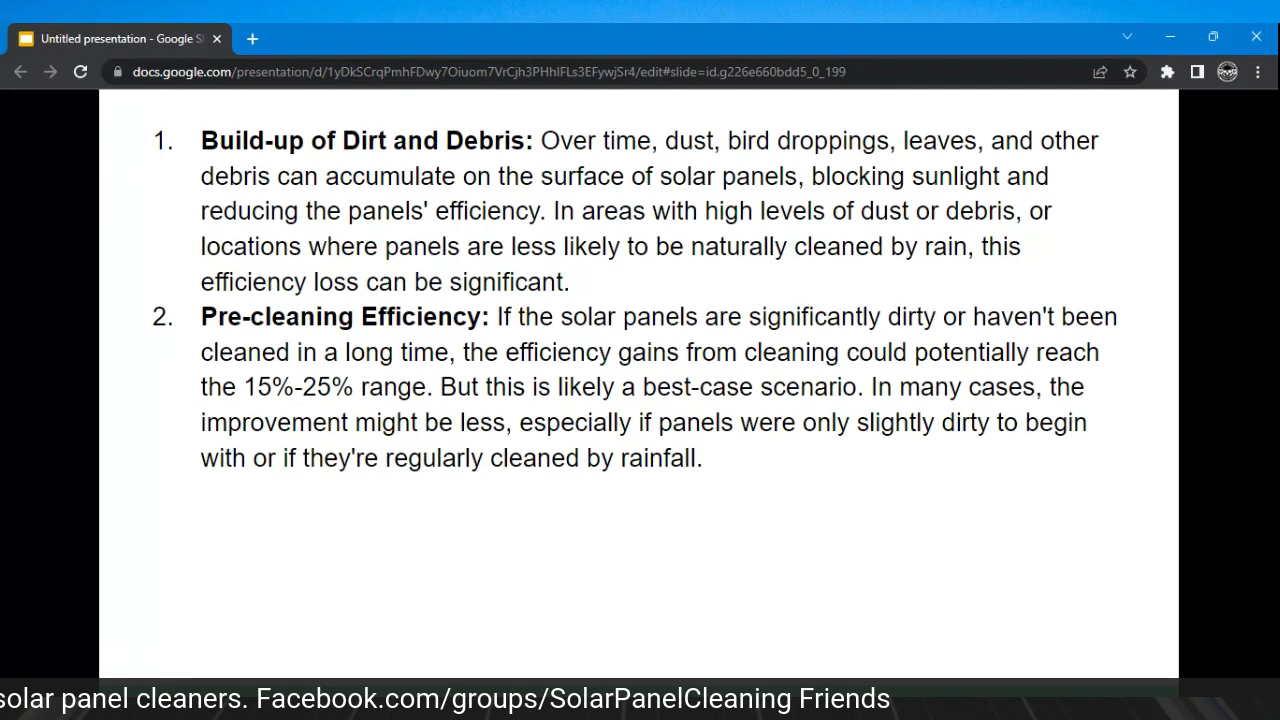 Untitled presentation - Google Sl
docs.google.com/presentation/d/1yDkSCrqPmhFDwy7Oiuom7VrCjh3PHhlFLs3EFywjSr4/edit#slide=id.g226e660bdd5_0_199
1. Build-up of Dirt and Debris: Over time, dust, bird droppings, leaves, and other
debris can accumulate on the surface of solar panels, blocking sunlight and
reducing the panels' efficiency. In areas with high levels of dust or debris, or
locations where panels are less likely to be naturally cleaned by rain, this
efficiency loss can be significant.
2. Pre-cleaning Efficiency: If the solar panels are significantly dirty or haven't been
cleaned in a long time, the efficiency gains from cleaning could potentially reach
the 15%-25% range. But this is likely a best-case scenario. In many cases, the
improvement might be less, especially if panels were only slightly dirty to begin
with or if they're regularly cleaned by rainfall.
solar panel cleaners. Facebook.com/groups/SolarPanelCleaning Friends